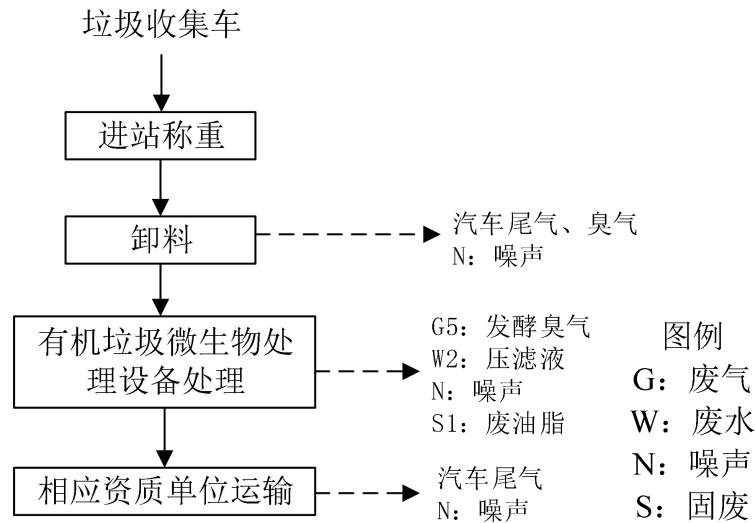 垃圾收集车
进站称重
卸料
汽车尾气、臭气
N：噪声
有机垃圾微生物处
理设备处理
G5：发酵臭气
W2：压滤液
N：噪声
S1：废油脂
相应资质单位运输
汽车尾气
N：噪声
图例
G：废气
W：废水
N：噪声
S：固废